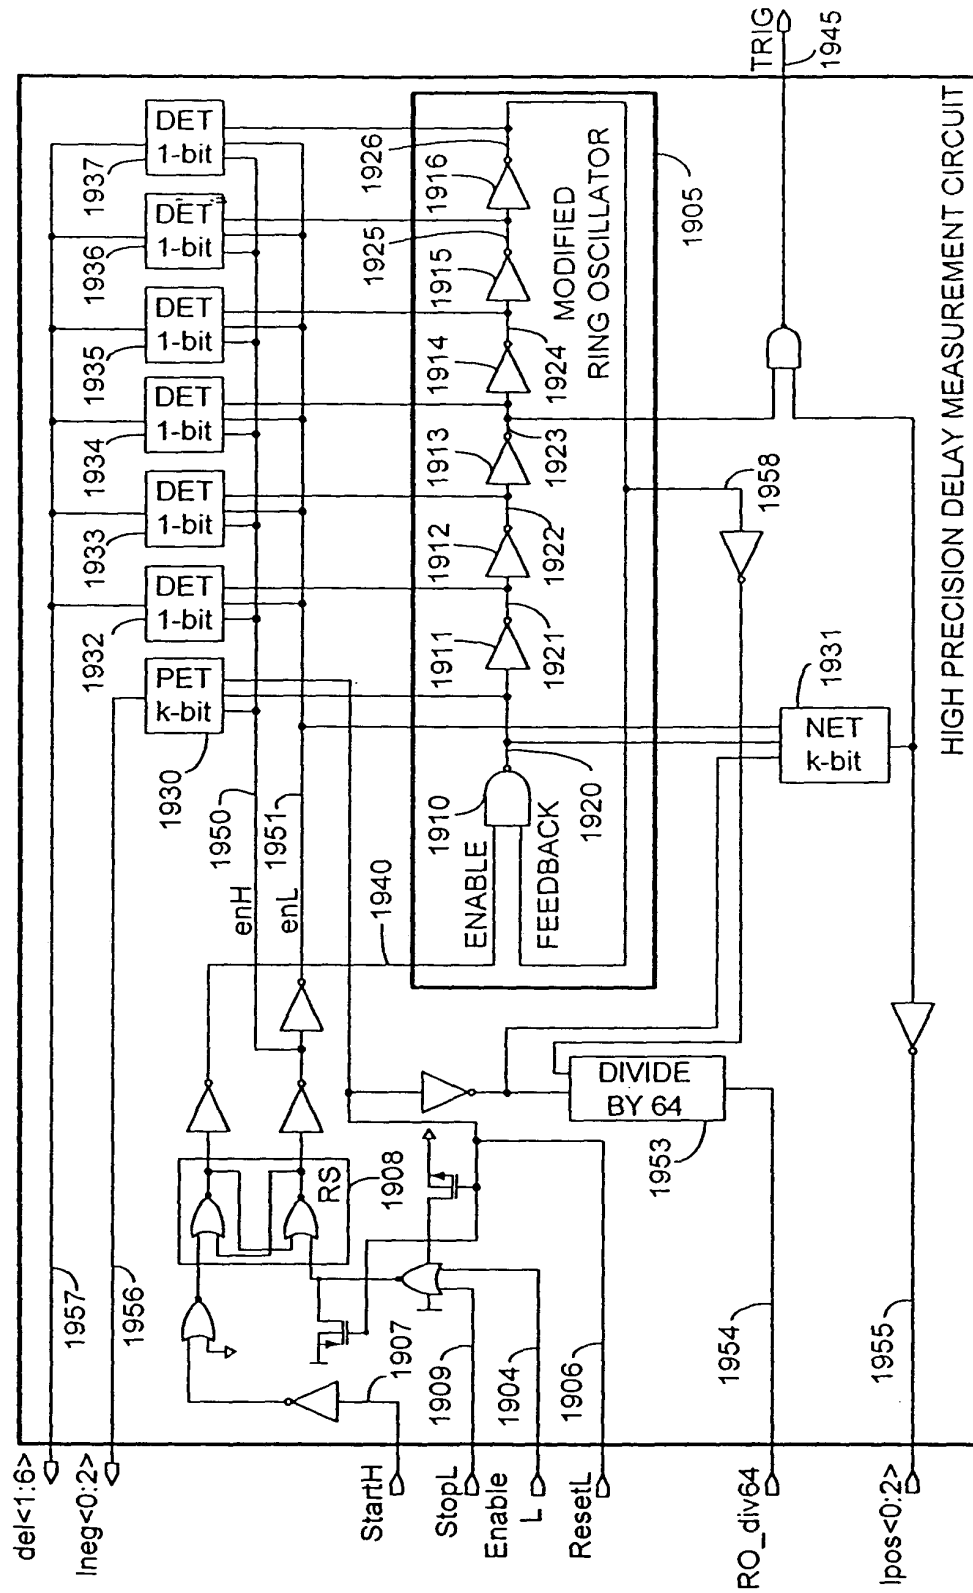 HIGH PRECISION DELAY MEASUREMENT CIRCUIT
del<1:6>
Ineg<0:2>
StartH
StopL
Enable
L
ResetL
RO_div64
Ipos<0:2>
1957
1956
1907
1909
1904
1906
1954
1955
RS
1908
DIVIDE
BY 64
1953
enH
enL
1950
1951
1940
PET
k-bit
1930
DET
1-bit
1932
DET
1-bit
1933
DET
1-bit
1934
DET
1-bit
1935
DET
1-bit
1936
DET
1-bit
1937
ENABLE
FEEDBACK
1910
1920
1911
1921
1912
1922
1913
1923
1914
1924
1915
1925
1916
1926
MODIFIED
RING OSCILLATOR
1905
NET
k-bit
1931
1958
TRIG
1945